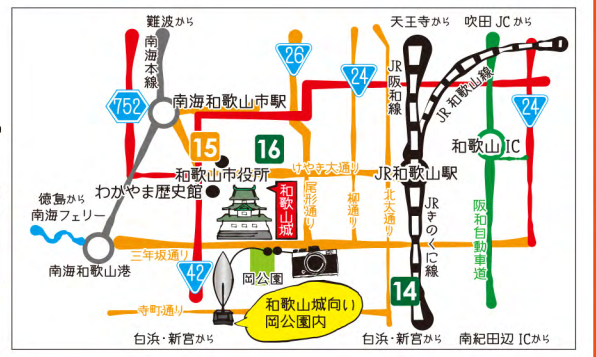 難波から
天王寺から
吹田JCから
南海本線
26
24
JR阪和線
JR和歌山線
752
南海和歌山市駅
24
15
16
和歌山IC
けやき大通り
和歌山市役所
JR和歌山駅
わかやま歴史館
和歌山城
尾形通り
柳通り
北大通り
徳島から
南海フェリー
JRきのくに線
阪和自動車道
三年坂通り
南海和歌山港
42
岡公園
14
寺町通り
和歌山城向い
岡公園内
白浜・新宮から
白浜・新宮から
南紀田辺ICから